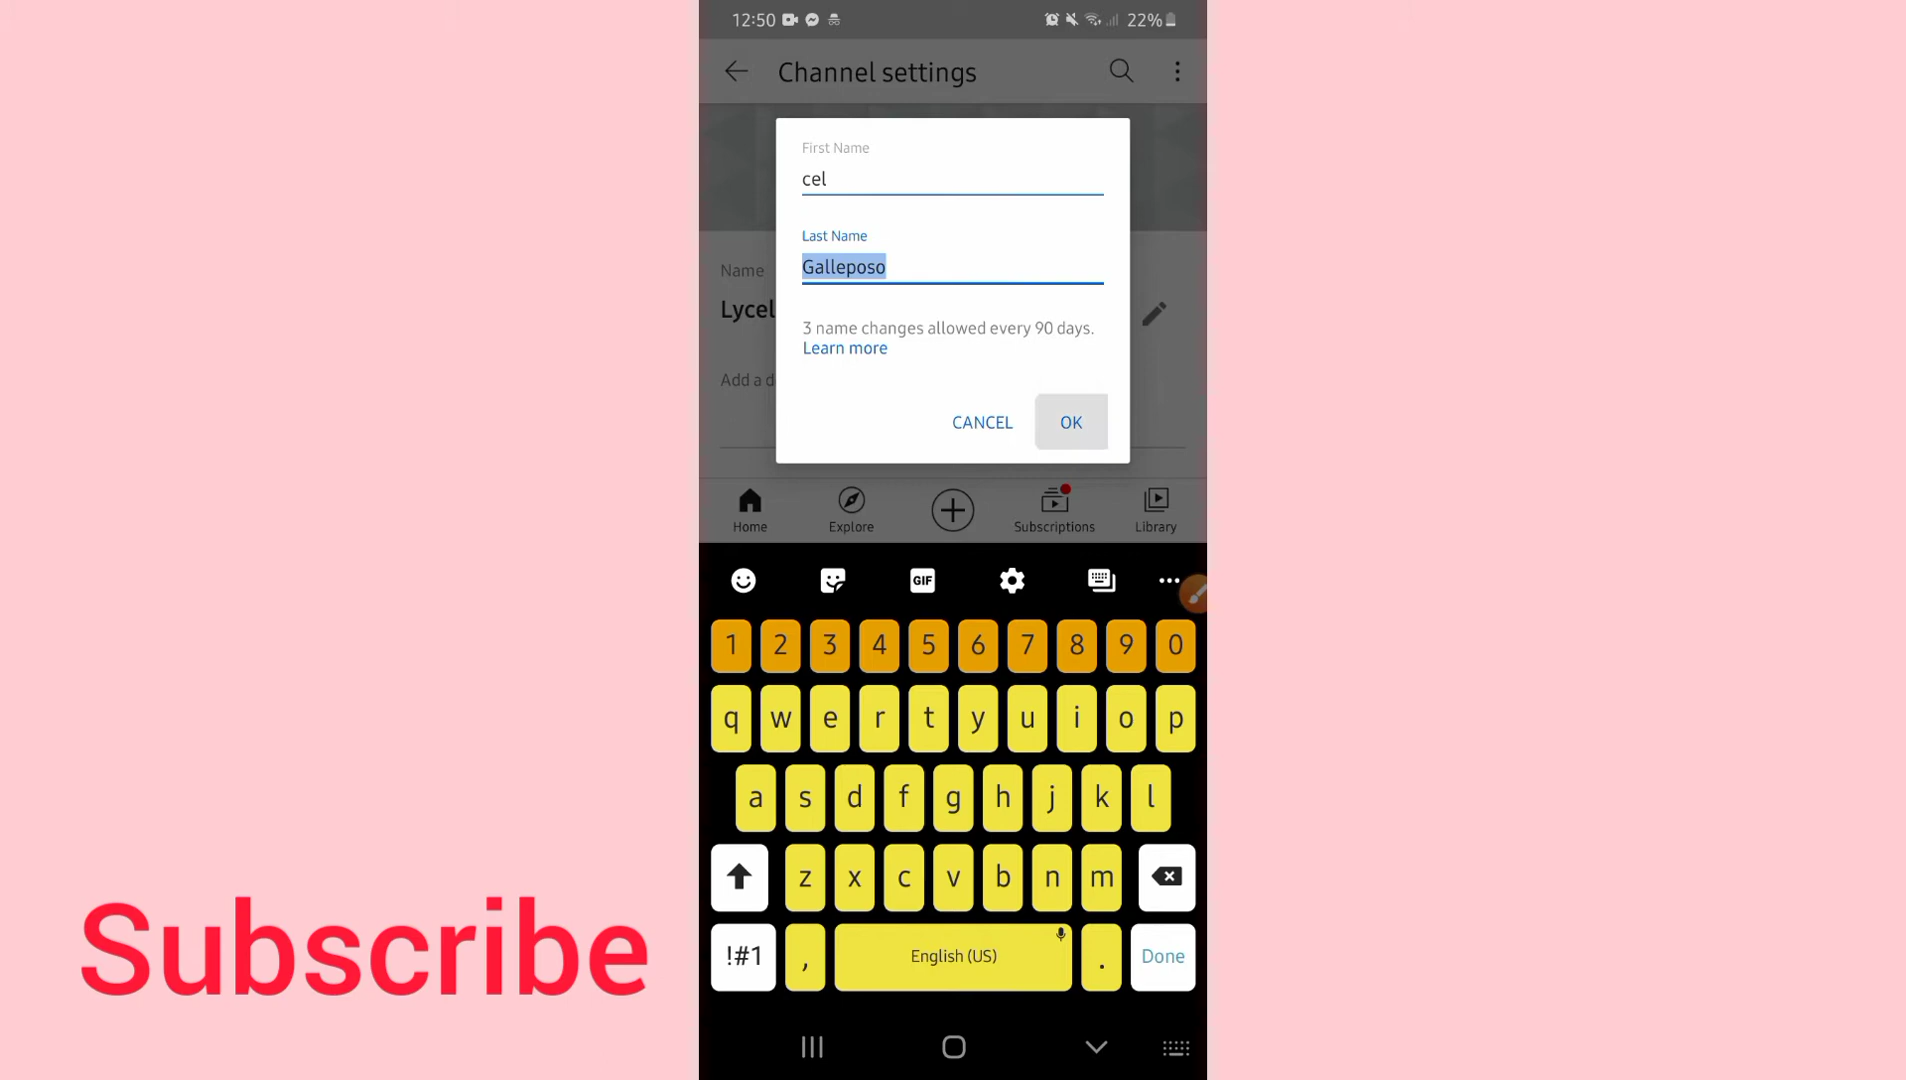 12:50 22%
Channel settings
First Name
cel
Last Name
Galleposo
Name
Lycel
3 name changes allowed every 90 days.
Learn more
Add a d
CANCEL OK
Home Explore Subscriptions Library
GIF
1 2 3 4 5 6 7 8 9 0
q w e r t y u i o p
a s d f g h j k l
z x c v b n m
!#1 , English (US) . Done
Subscribe